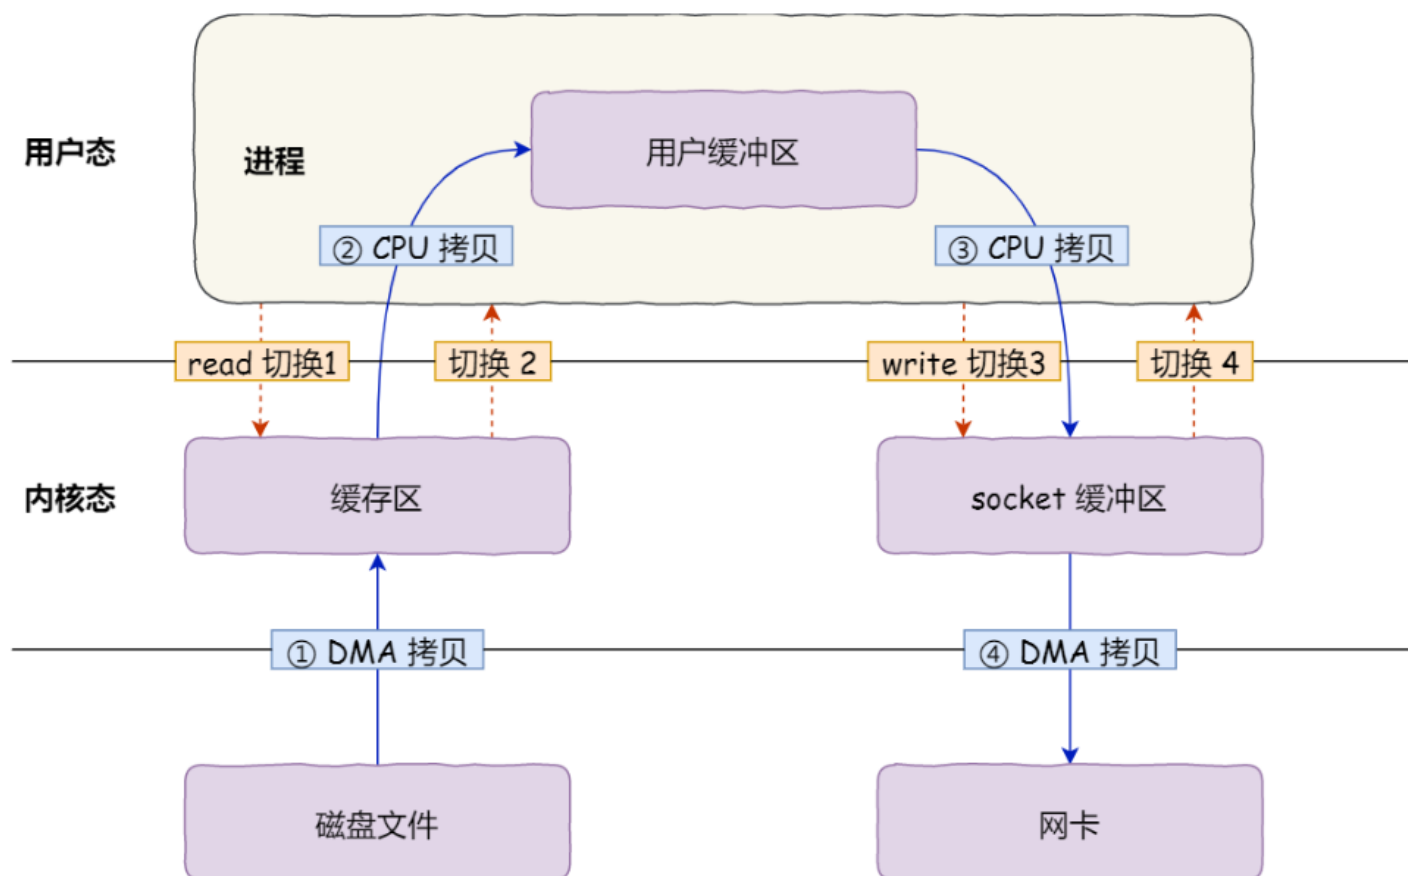 用户态
进程
用户缓冲区
② CPU 拷贝
③ CPU 拷贝
read 切换1
切换 2
write 切换3
切换 4
内核态
缓存区
socket 缓冲区
① DMA 拷贝
④ DMA 拷贝
磁盘文件
网卡